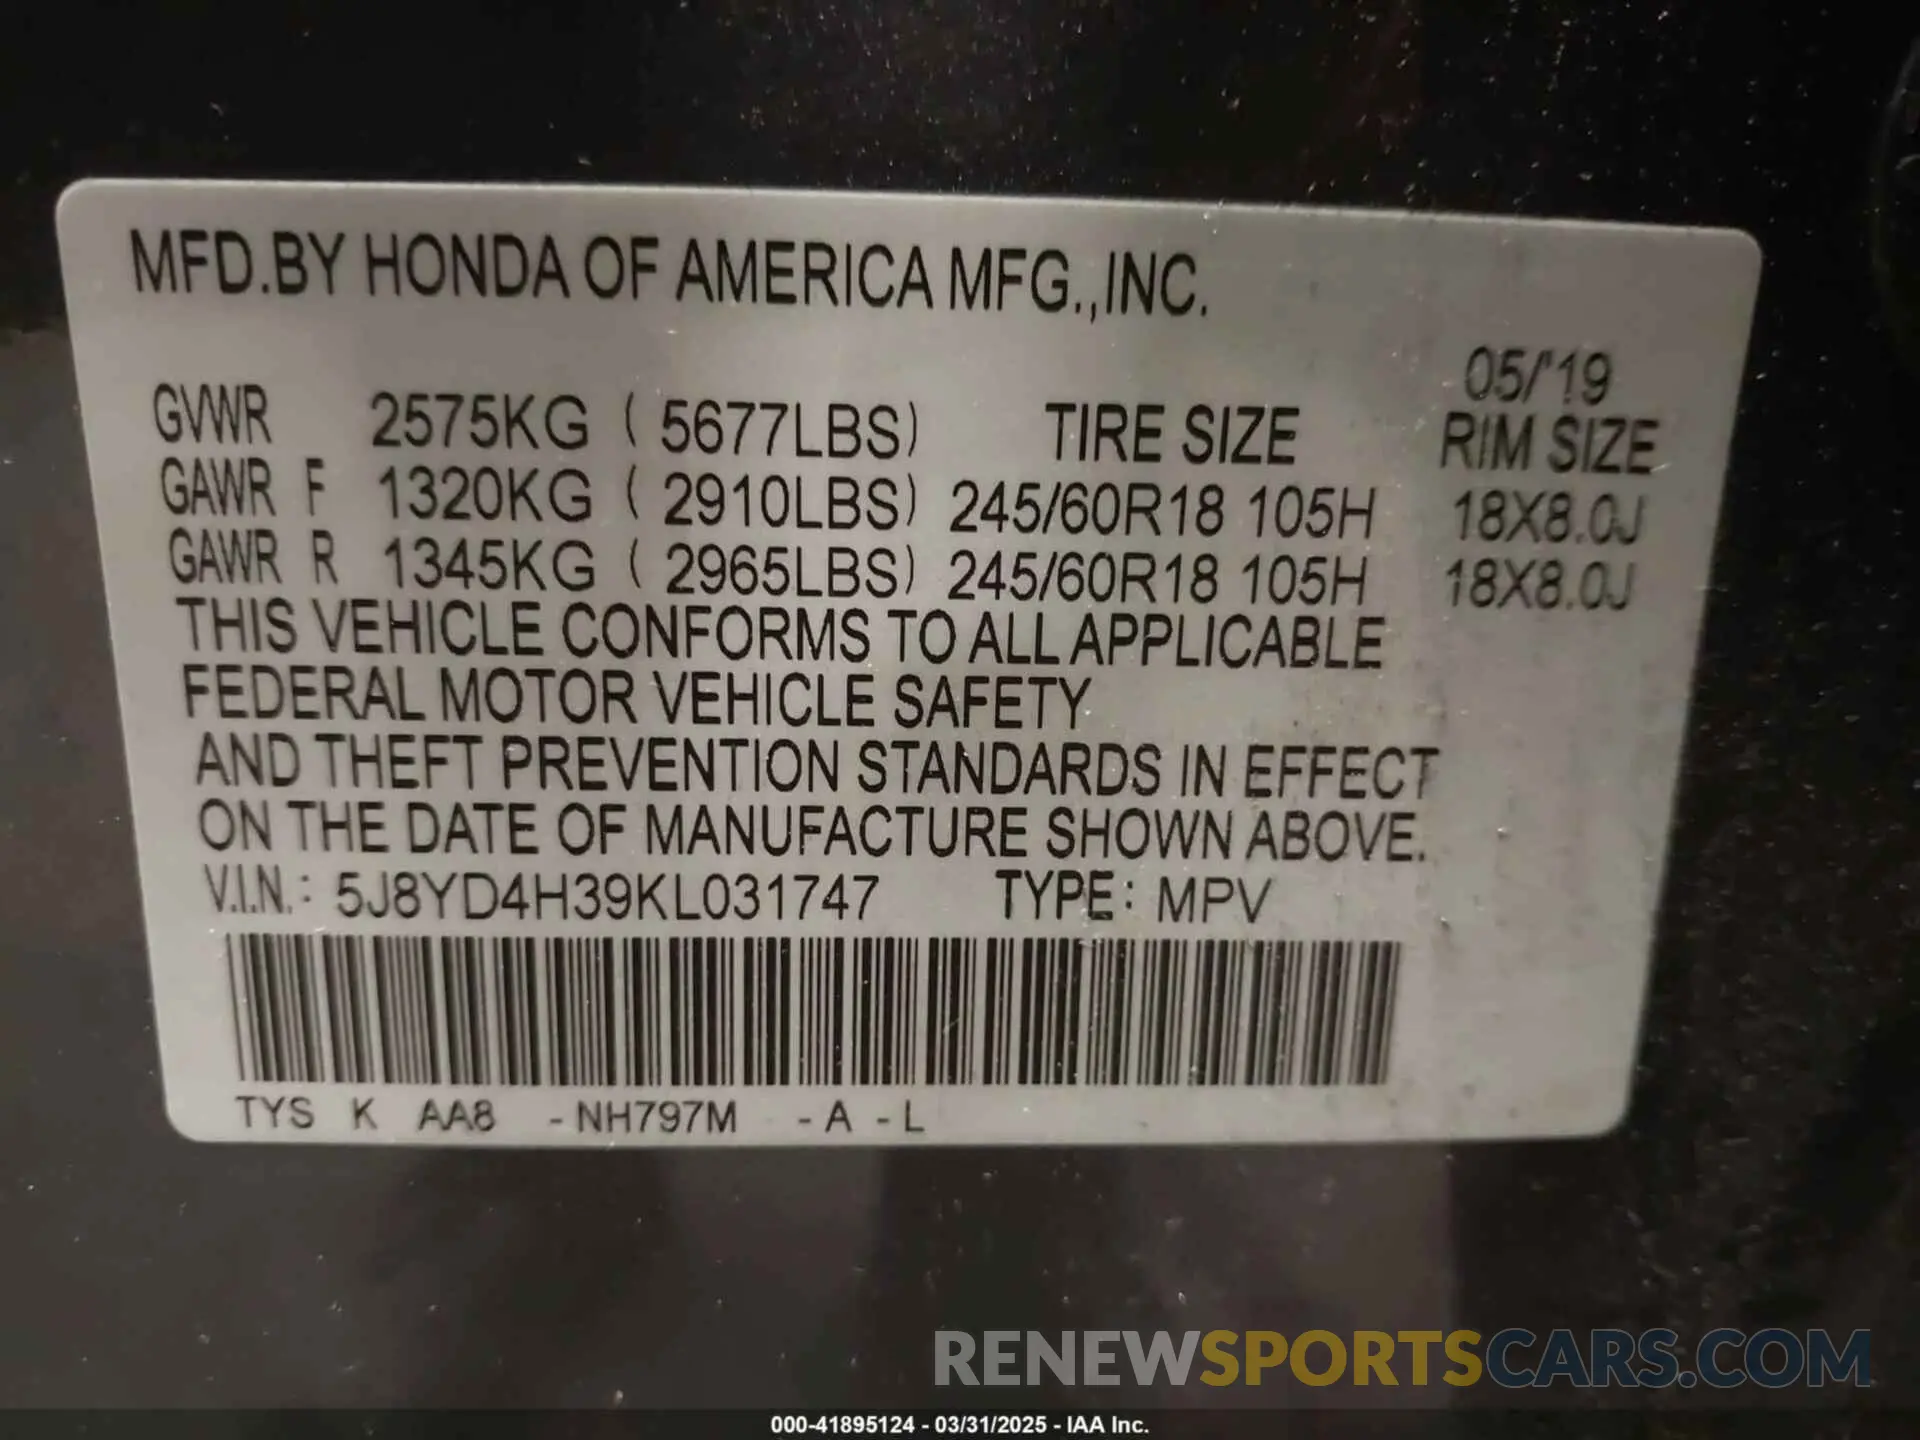 MFD.BY HONDA OF AMERICA MFG.,INC.
05/'19
GVWR 2575KG ( 5677LBS) TIRE SIZE RIM SIZE
GAWR F 1320KG ( 2910LBS) 245/60R18 105H 18X8.0J
GAWR R 1345KG ( 2965LBS) 245/60R18 105H 18X8.0J
THIS VEHICLE CONFORMS TO ALL APPLICABLE
FEDERAL MOTOR VEHICLE SAFETY
AND THEFT PREVENTION STANDARDS IN EFFECT
ON THE DATE OF MANUFACTURE SHOWN ABOVE.
V.I.N.: 5J8YD4H39KL031747 TYPE: MPV
TYS K AA8 -NH797M -A -L
RENEWSPORTSCARS.COM
000-41895124 - 03/31/2025 - IAA Inc.